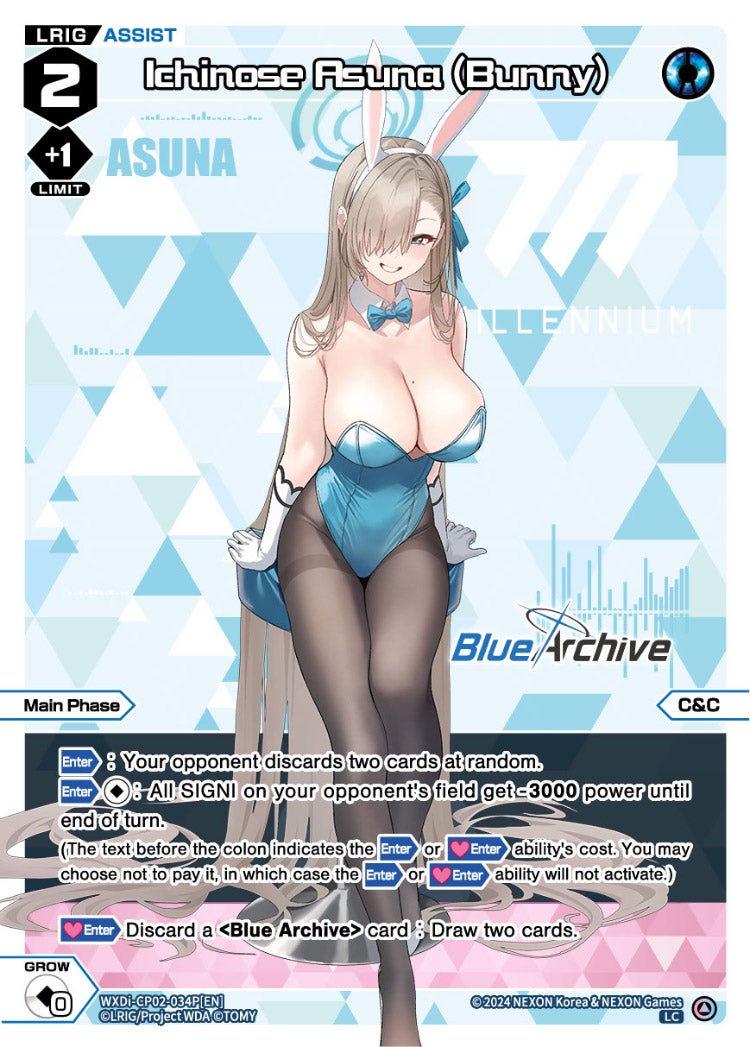 LRIG ASSIST
2
Ichinose Asuna (Bunny)
+1
LIMIT
ASUNA
MILLENNIUM
Blue Archive
Main Phase
C&C
Enter : Your opponent discards two cards at random.
Enter : All SIGNI on your opponent's field get -3000 power until
end of turn.
(The text before the colon indicates the Enter or Enter ability's cost. You may
choose not to pay it, in which case the Enter or Enter ability will not activate.)
Enter Discard a <Blue Archive> card : Draw two cards.
GROW
0
WXDi-CP02-034P[EN]
©LRIG/Project WDA ©TOMY
©2024 NEXON Korea & NEXON Games
LC